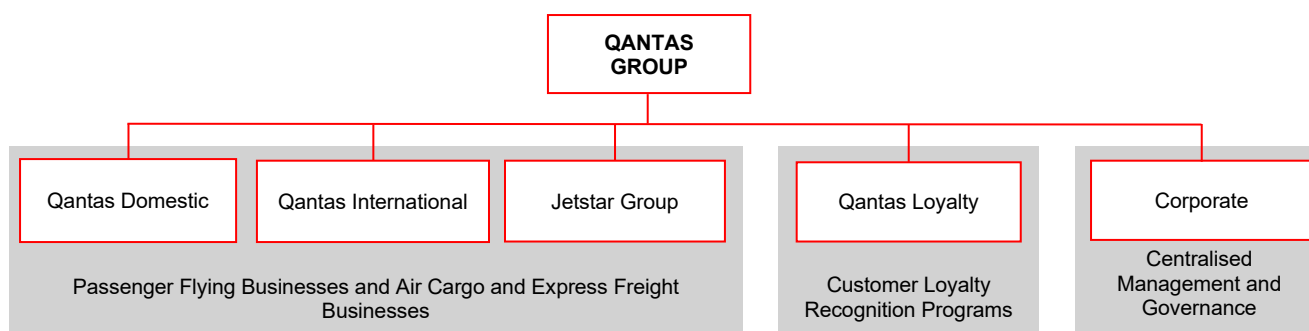 QANTAS
GROUP
Qantas Domestic
Qantas International
Jetstar Group
Qantas Loyalty
Corporate
Passenger Flying Businesses and Air Cargo and Express Freight
Businesses
Customer Loyalty
Recognition Programs
Centralised
Management and
Governance